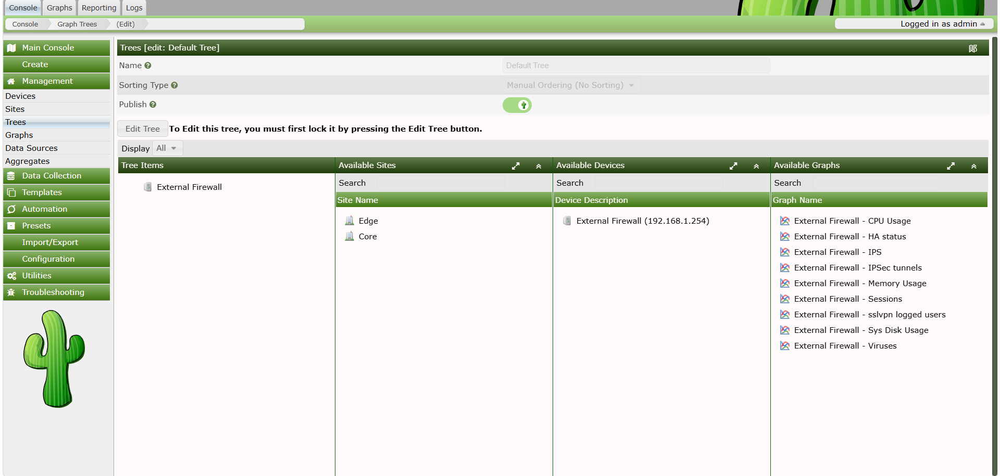 Console
Graphs
Reporting
Logs
Console
Graph Trees
(Edit)
Logged in as admin
Main Console
Create
Management
Devices
Sites
Trees
Graphs
Data Sources
Aggregates
Data Collection
Templates
Automation
Presets
Import/Export
Configuration
Utilities
Troubleshooting
Trees [edit: Default Tree]
Name
Default Tree
Sorting Type
Manual Ordering (No Sorting)
Publish
Edit Tree
To Edit this tree, you must first lock it by pressing the Edit Tree button.
Display
All
Tree Items
External Firewall
Available Sites
Search
Site Name
Edge
Core
Available Devices
Search
Device Description
External Firewall (192.168.1.254)
Available Graphs
Search
Graph Name
External Firewall - CPU Usage
External Firewall - HA status
External Firewall - IPS
External Firewall - IPSec tunnels
External Firewall - Memory Usage
External Firewall - Sessions
External Firewall - sslvpn logged users
External Firewall - Sys Disk Usage
External Firewall - Viruses